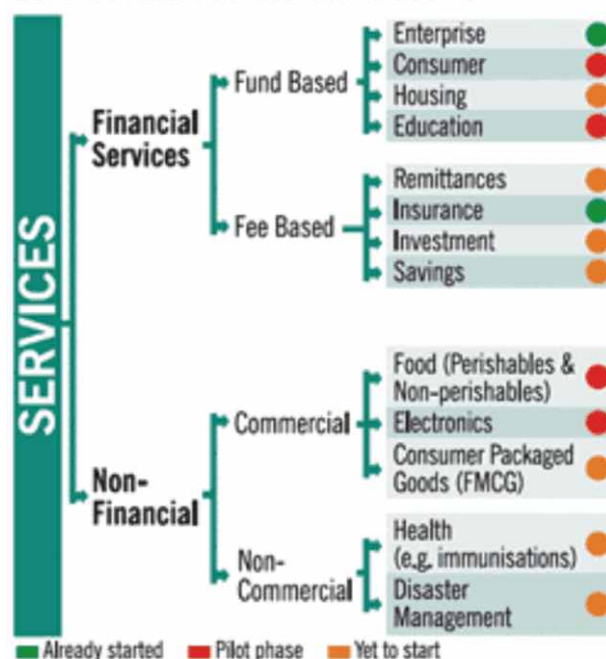 SERVICES
Financial
Services
Fund Based
Enterprise
Consumer
Housing
Education
Fee Based
Remittances
Insurance
Investment
Savings
Non-
Financial
Commercial
Food (Perishables &
Non-perishables)
Electronics
Consumer Packaged
Goods (FMCG)
Non-
Commercial
Health
(e.g. immunisations)
Disaster
Management
Already started
Pilot phase
Yet to start